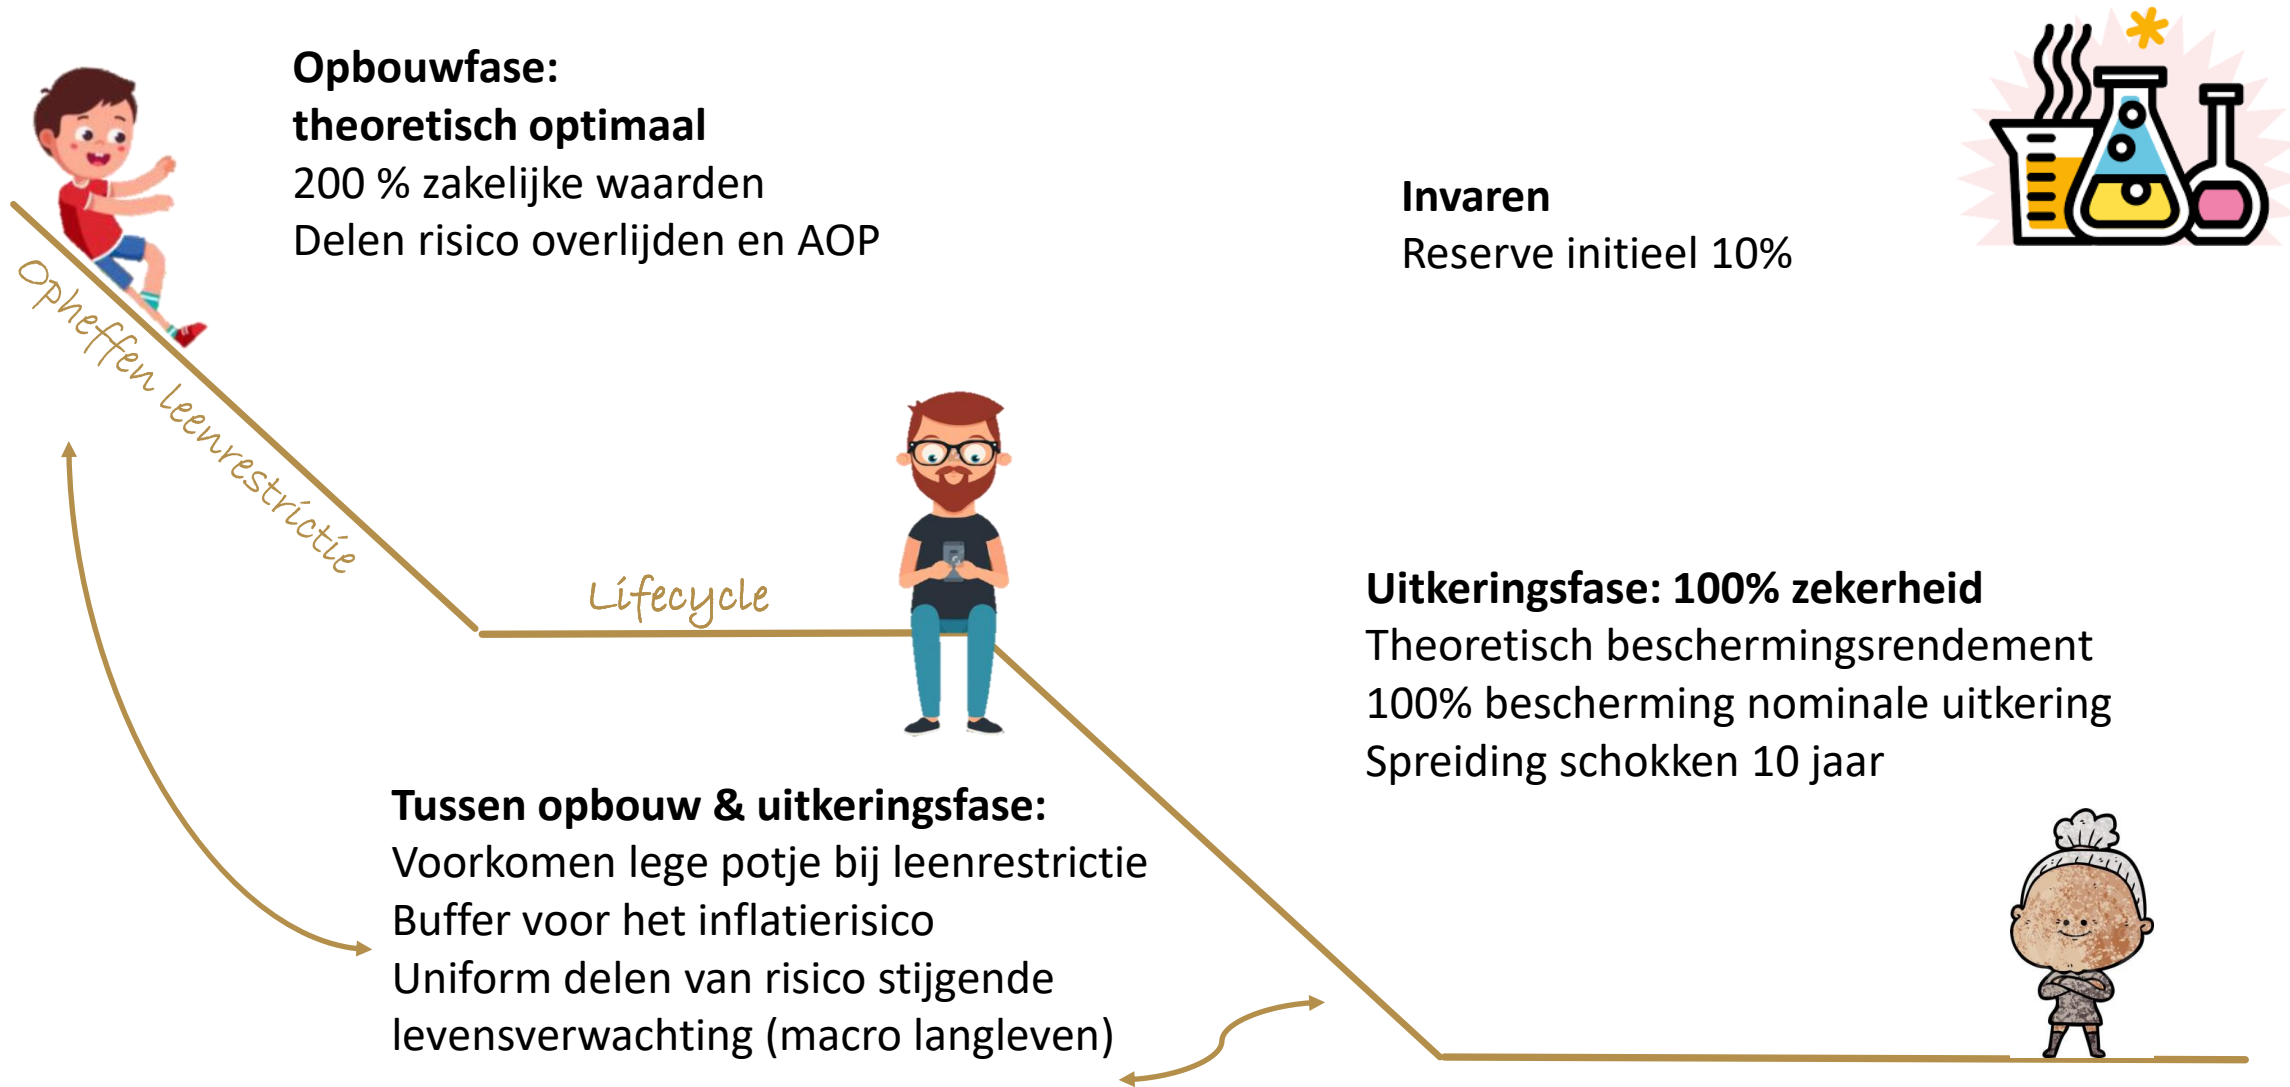 Opbouwfase:
theoretisch optimaal
200 % zakelijke waarden
Delen risico overlijden en AOP
Invaren
Reserve initieel 10%
Opheffen leenrestrictie
Lifecycle
Uitkeringsfase: 100% zekerheid
Theoretisch beschermingsrendement
100% bescherming nominale uitkering
Spreiding schokken 10 jaar
Tussen opbouw & uitkeringsfase:
Voorkomen lege potje bij leenrestrictie
Buffer voor het inflatierisico
Uniform delen van risico stijgende
levensverwachting (macro langleven)